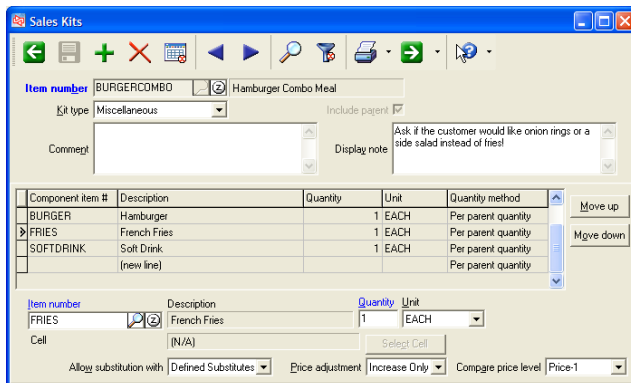 Sales Kits
Item number BURGERCOMBO Hamburger Combo Meal
Kit type Miscellaneous Include parent
Comment Display note Ask if the customer would like onion rings or a
side salad instead of fries!
Component item # Description Quantity Unit Quantity method
BURGER Hamburger 1 EACH Per parent quantity
FRIES French Fries 1 EACH Per parent quantity
SOFTDRINK Soft Drink 1 EACH Per parent quantity
(new line) Per parent quantity
Move up
Move down
Item number Description Quantity Unit
FRIES French Fries 1 EACH
Cell (N/A) Select Cell
Allow substitution with Defined Substitutes Price adjustment Increase Only Compare price level Price-1